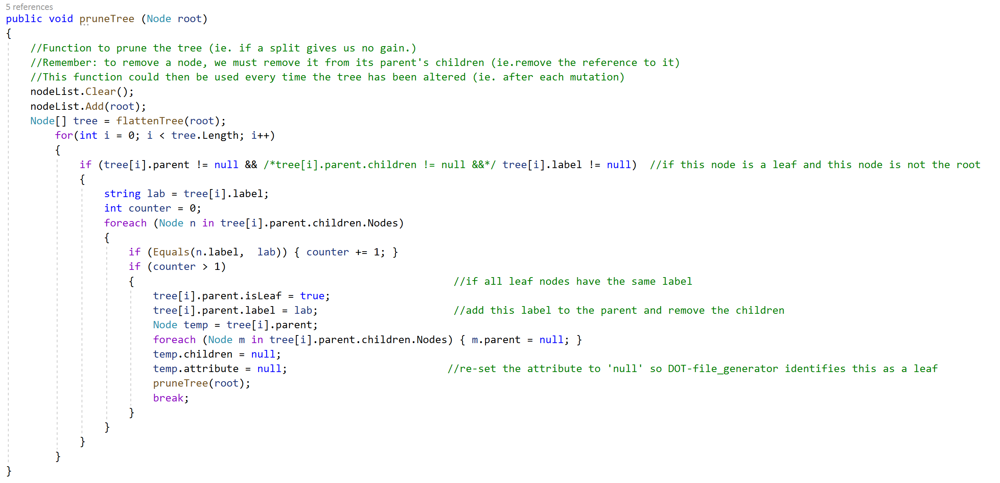 5 references
public void pruneTree (Node root)
{
//Function to prune the tree (ie. if a split gives us no gain.)
//Remember: to remove a node, we must remove it from its parent's children (ie.remove the reference to it)
//This function could then be used every time the tree has been altered (ie. after each mutation)
nodeList.Clear();
nodeList.Add(root);
Node[] tree = flattenTree(root);
for(int i = 0; i < tree.Length; i++)
{
if (tree[i].parent != null && /*tree[i].parent.children != null &&*/ tree[i].label != null)  //if this node is a leaf and this node is not the root
{
string lab = tree[i].label;
int counter = 0;
foreach (Node n in tree[i].parent.children.Nodes)
{
if (Equals(n.label,  lab)) { counter += 1; }
if (counter > 1)
{ //if all leaf nodes have the same label
tree[i].parent.isLeaf = true;
tree[i].parent.label = lab; //add this label to the parent and remove the children
Node temp = tree[i].parent;
foreach (Node m in tree[i].parent.children.Nodes) { m.parent = null; }
temp.children = null;
temp.attribute = null; //re-set the attribute to 'null' so DOT-file_generator identifies this as a leaf
pruneTree(root);
break;
}
}
}
}
}